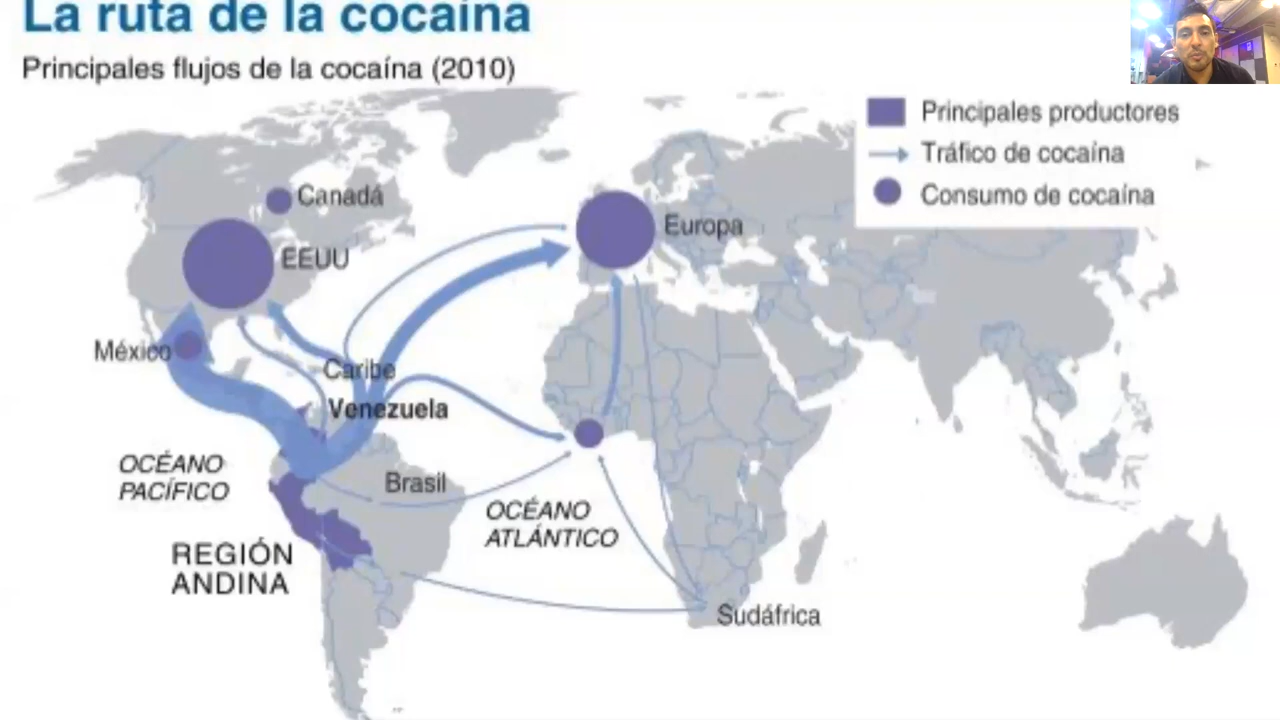 La ruta de la cocaína
Principales flujos de la cocaína (2010)
Principales productores
Tráfico de cocaína
Consumo de cocaína
Canadá
EEUU
Europa
México
Caribe
Venezuela
OCÉANO
PACÍFICO
Brasil
OCÉANO
ATLÁNTICO
REGIÓN
ANDINA
Sudáfrica